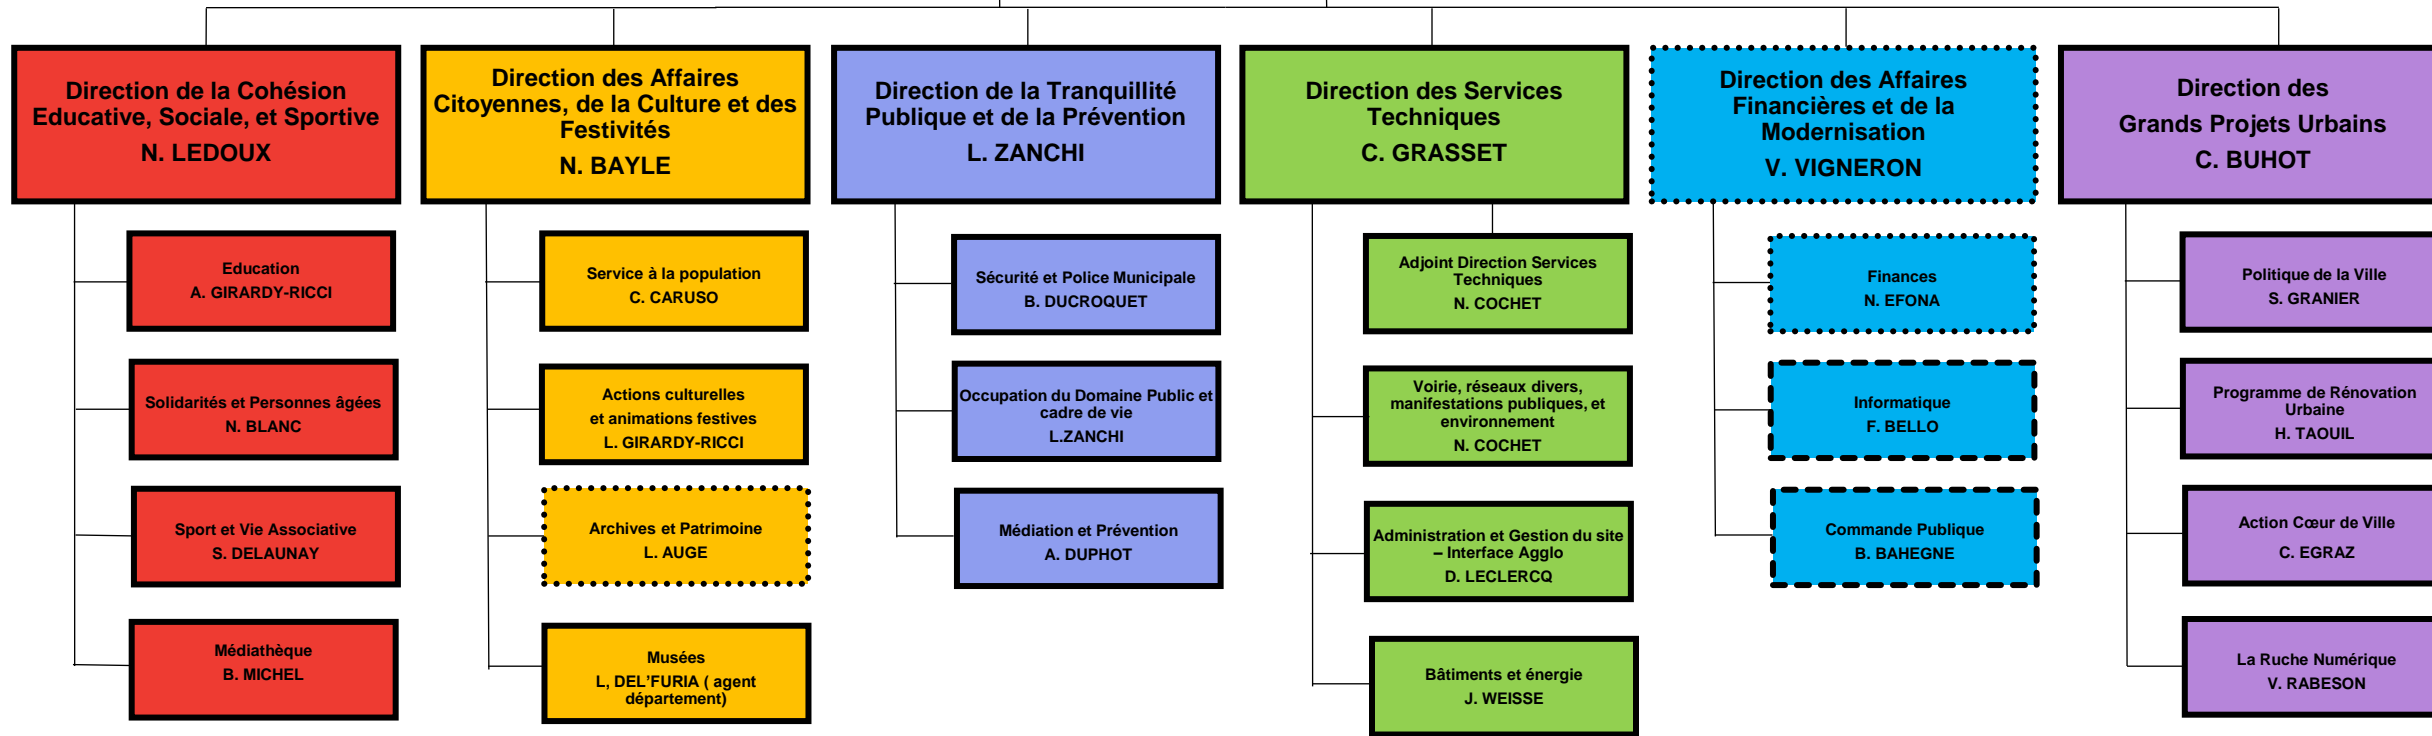 Direction de la Cohésion
Educative, Sociale, et Sportive
N. LEDOUX
Education
A. GIRARDY-RICCI
Solidarités et Personnes âgées
N. BLANC
Sport et Vie Associative
S. DELAUNAY
Médiathèque
B. MICHEL
Direction des Affaires
Citoyennes, de la Culture et des
Festivités
N. BAYLE
Service à la population
C. CARUSO
Actions culturelles
et animations festives
L. GIRARDY-RICCI
Archives et Patrimoine
L. AUGE
Musées
L, DEL’FURIA ( agent
département)
Direction de la Tranquillité
Publique et de la Prévention
L. ZANCHI
Sécurité et Police Municipale
B. DUCROQUET
Occupation du Domaine Public et
cadre de vie
L.ZANCHI
Médiation et Prévention
A. DUPHOT
Direction des Services
Techniques
C. GRASSET
Adjoint Direction Services
Techniques
N. COCHET
Voirie, réseaux divers,
manifestations publiques, et
environnement
N. COCHET
Administration et Gestion du site
– Interface Agglo
D. LECLERCQ
Bâtiments et énergie
J. WEISSE
Direction des Affaires
Financières et de la
Modernisation
V. VIGNERON
Finances
N. EFONA
Informatique
F. BELLO
Commande Publique
B. BAHEGNE
Direction des
Grands Projets Urbains
C. BUHOT
Politique de la Ville
S. GRANIER
Programme de Rénovation
Urbaine
H. TAOUIL
Action Cœur de Ville
C. EGRAZ
La Ruche Numérique
V. RABESON